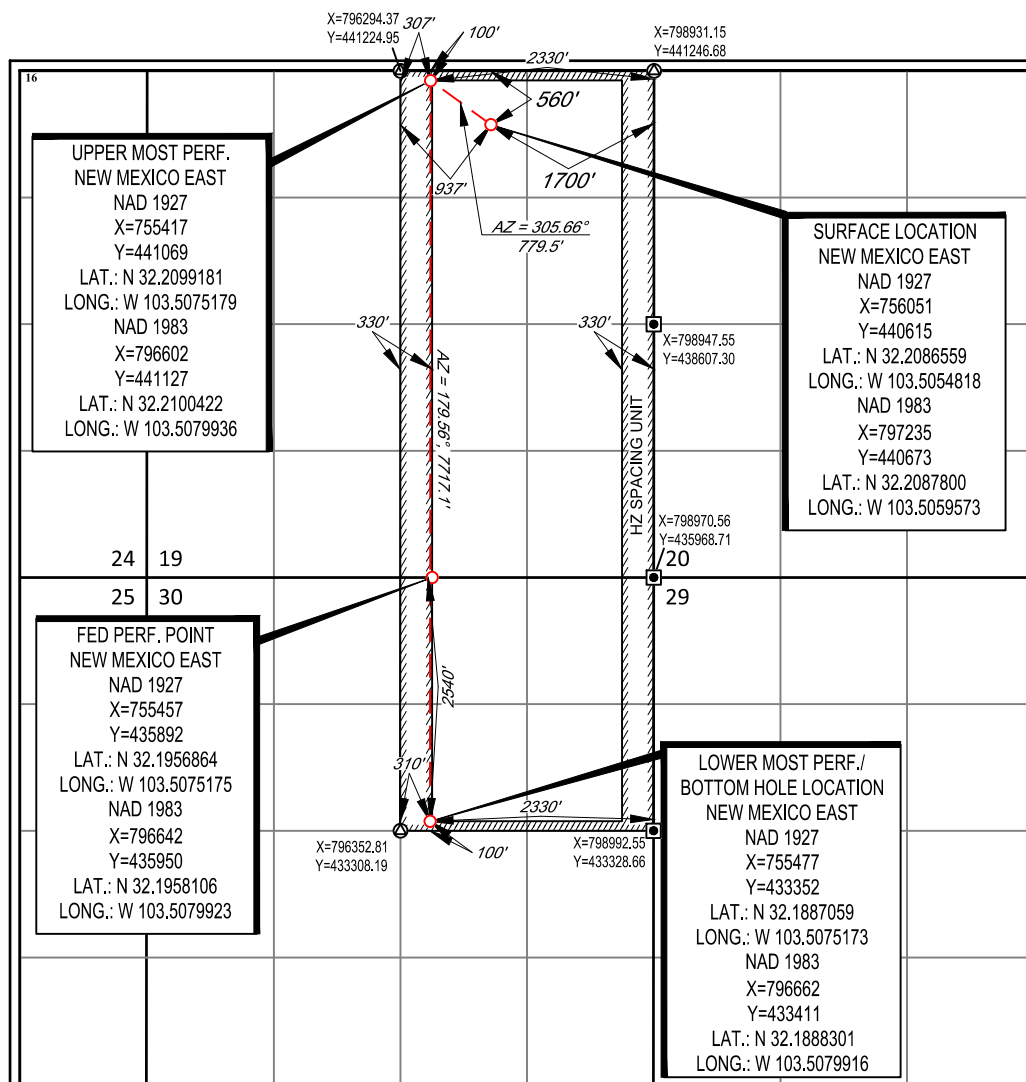 X=796294.37
Y=441224.95
307'
100'
X=798931.15
Y=441246.68
2330'
16
560'
UPPER MOST PERF.
NEW MEXICO EAST
NAD 1927
X=755417
Y=441069
LAT.: N 32.2099181
LONG.: W 103.5075179
NAD 1983
X=796602
Y=441127
LAT.: N 32.2100422
LONG.: W 103.5079936
937'
1700'
AZ = 305.66°
779.5'
SURFACE LOCATION
NEW MEXICO EAST
NAD 1927
X=756051
Y=440615
LAT.: N 32.2086559
LONG.: W 103.5054818
NAD 1983
X=797235
Y=440673
LAT.: N 32.2087800
LONG.: W 103.5059573
330'
330'
X=798947.55
Y=438607.30
AZ = 179.56°, 7717.1'
HZ SPACING UNIT
X=798970.56
Y=435968.71
24 19
20
25 30
29
FED PERF. POINT
NEW MEXICO EAST
NAD 1927
X=755457
Y=435892
LAT.: N 32.1956864
LONG.: W 103.5075175
NAD 1983
X=796642
Y=435950
LAT.: N 32.1958106
LONG.: W 103.5079923
2540'
310'
2330'
LOWER MOST PERF./
BOTTOM HOLE LOCATION
NEW MEXICO EAST
NAD 1927
X=755477
Y=433352
LAT.: N 32.1887059
LONG.: W 103.5075173
NAD 1983
X=796662
Y=433411
LAT.: N 32.1888301
LONG.: W 103.5079916
X=796352.81
Y=433308.19
100'
X=798992.55
Y=433328.66